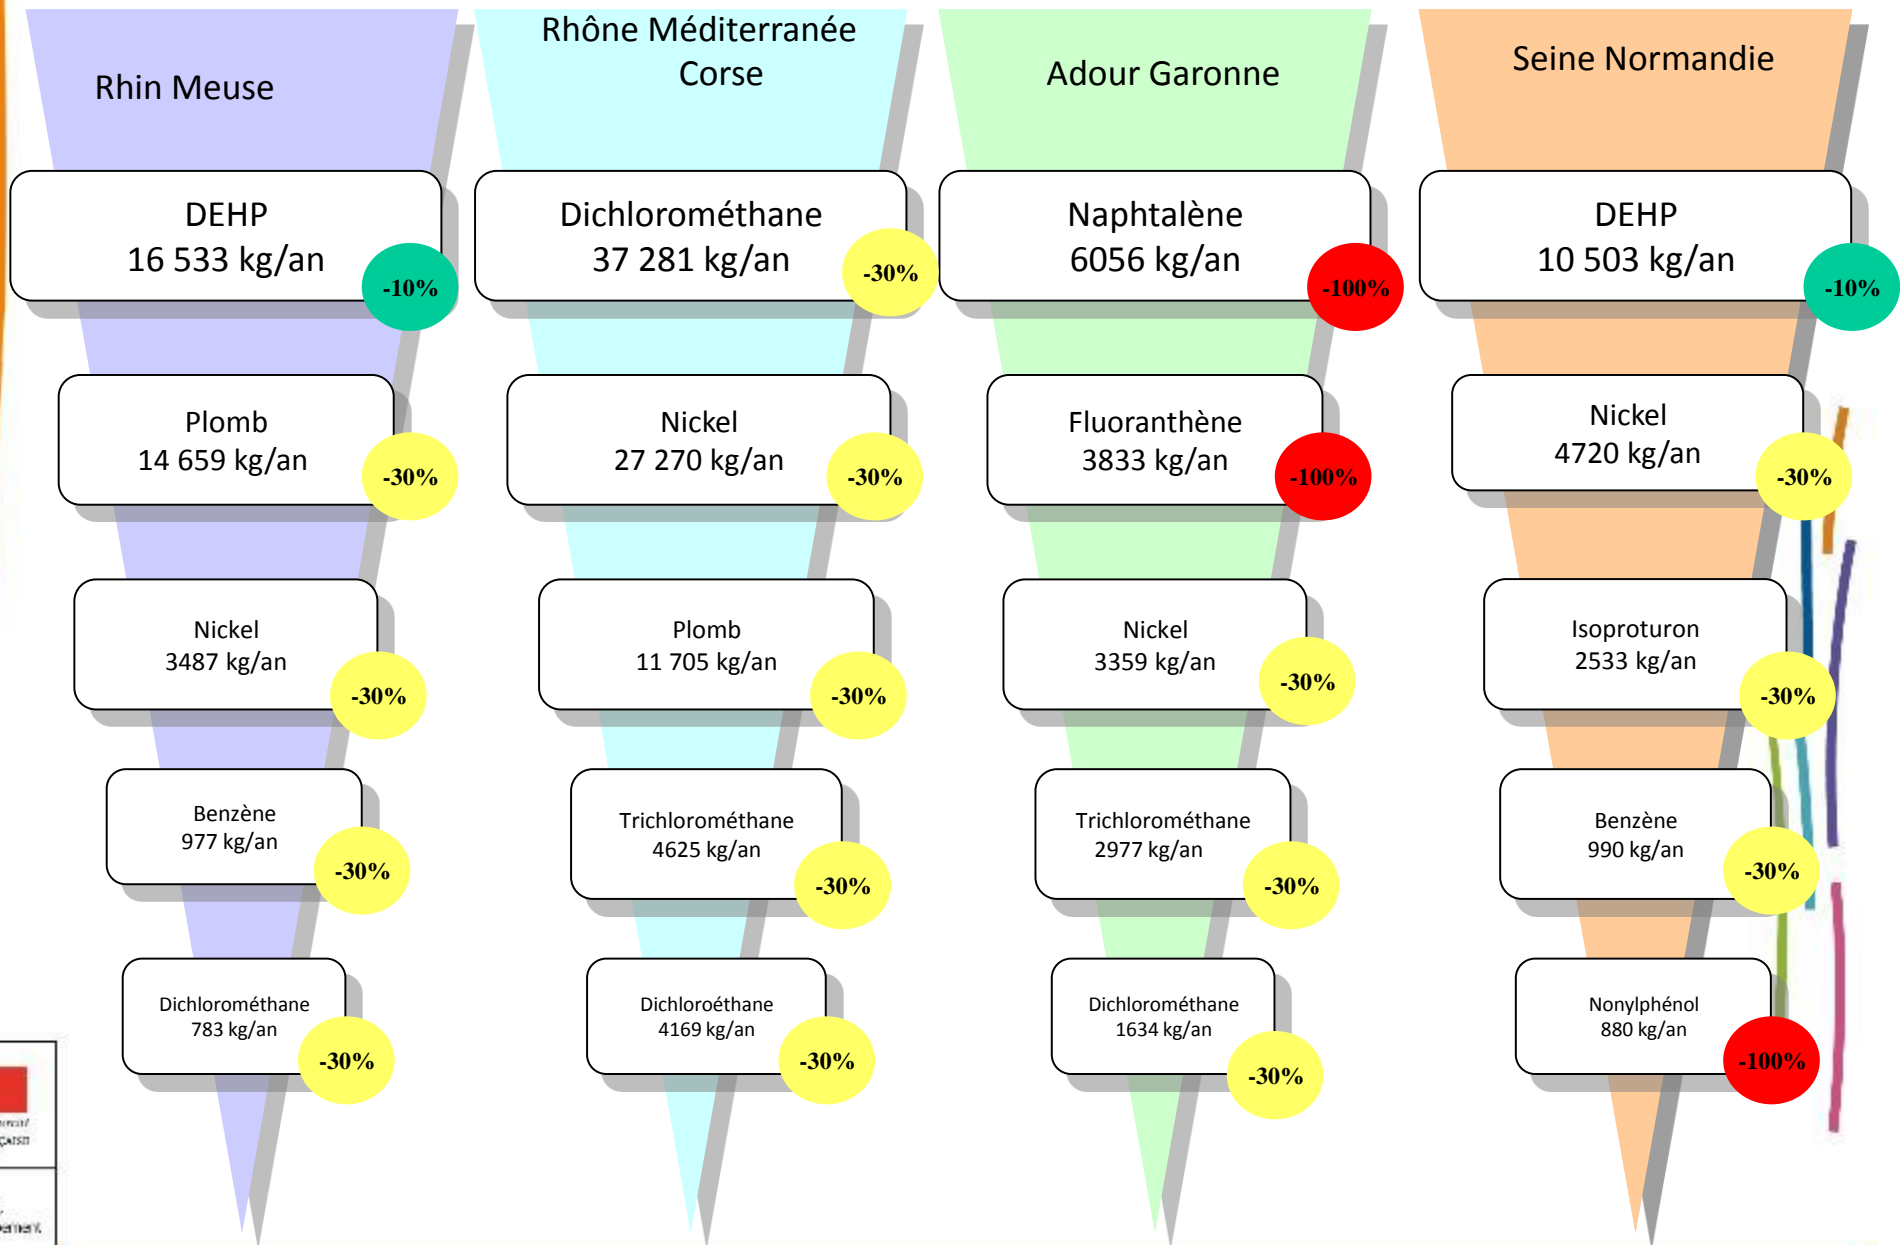 Rhin Meuse
DEHP
16 533 kg/an
-10%
Plomb
14 659 kg/an
-30%
Nickel
3487 kg/an
-30%
Benzène
977 kg/an
-30%
Dichlorométhane
783 kg/an
-30%
Rhône Méditerranée
Corse
Dichlorométhane
37 281 kg/an
-30%
Nickel
27 270 kg/an
-30%
Plomb
11 705 kg/an
-30%
Trichlorométhane
4625 kg/an
-30%
Dichloroéthane
4169 kg/an
-30%
Adour Garonne
Naphtalène
6056 kg/an
-100%
Fluoranthène
3833 kg/an
-100%
Nickel
3359 kg/an
-30%
Trichlorométhane
2977 kg/an
-30%
Dichlorométhane
1634 kg/an
-30%
Seine Normandie
DEHP
10 503 kg/an
-10%
Nickel
4720 kg/an
-30%
Isoproturon
2533 kg/an
-30%
Benzène
990 kg/an
-30%
Nonylphénol
880 kg/an
-100%